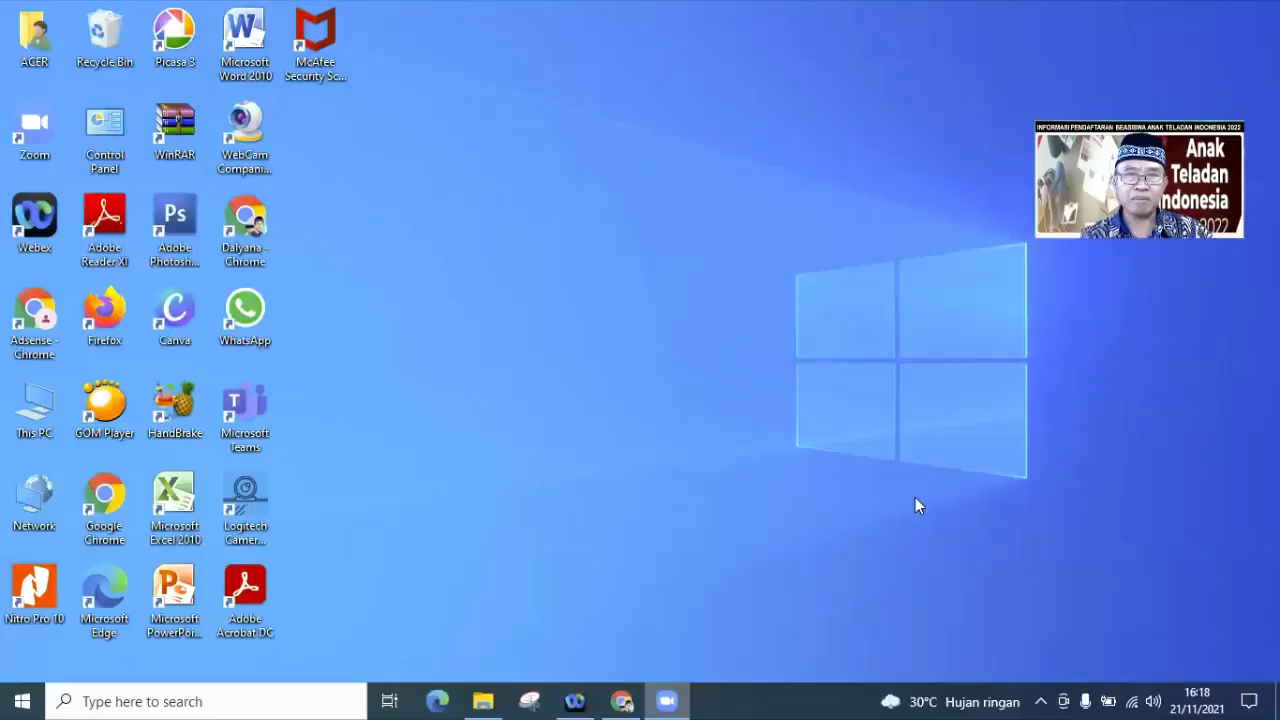 ACER
Recycle Bin
Picasa 3
Microsoft
Word 2010
McAfee
Security Sc...
Zoom
Control
Panel
WinRAR
WebCam
Compani...
Webex
Adobe
Reader XI
Ps
Adobe
Photosh...
Dalyana -
Chrome
Adsense -
Chrome
Firefox
Canva
WhatsApp
This PC
GOM Player
HandBrake
Microsoft
Teams
Network
Google
Chrome
Microsoft
Excel 2010
Logitech
Camer...
Nitro Pro 10
Microsoft
Edge
Microsoft
PowerPoi...
Adobe
Acrobat DC
INFORMASI PENDAFTARAN BEASISWA ANAK TELADAN INDONESIA 2022
Anak
Teladan
Indonesia
2022
Type here to search
30°C Hujan ringan
16:18
21/11/2021